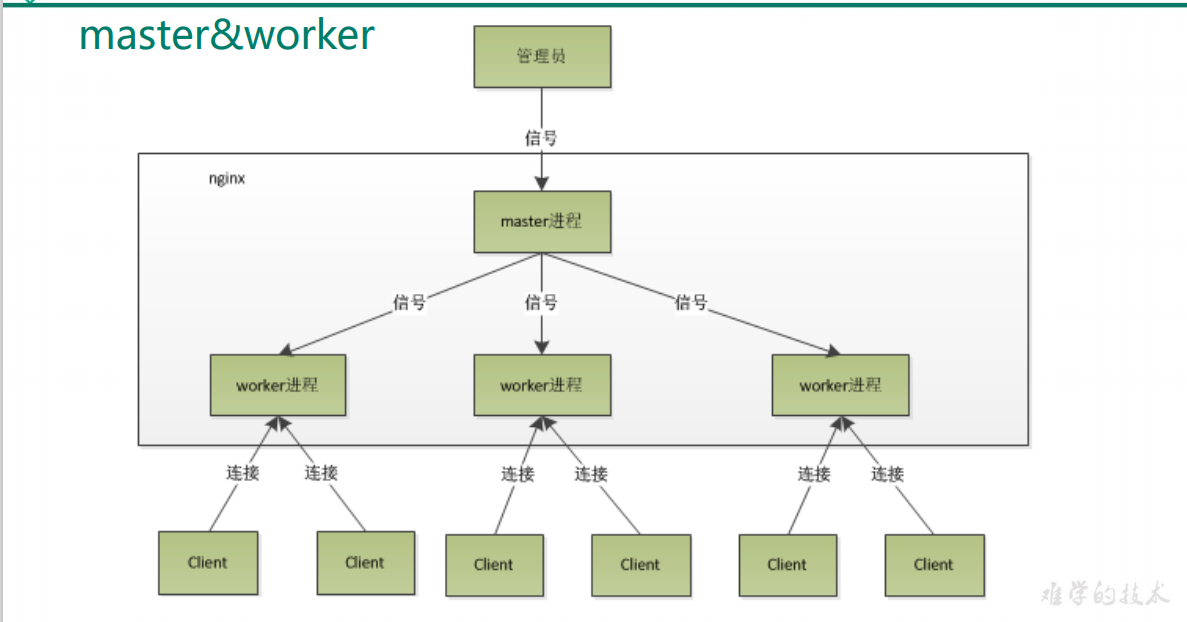 master&worker
管理员
信号
nginx
master进程
信号
信号
信号
worker进程
worker进程
worker进程
连接
连接
连接
连接
连接
连接
Client
Client
Client
Client
Client
Client
难学的技术